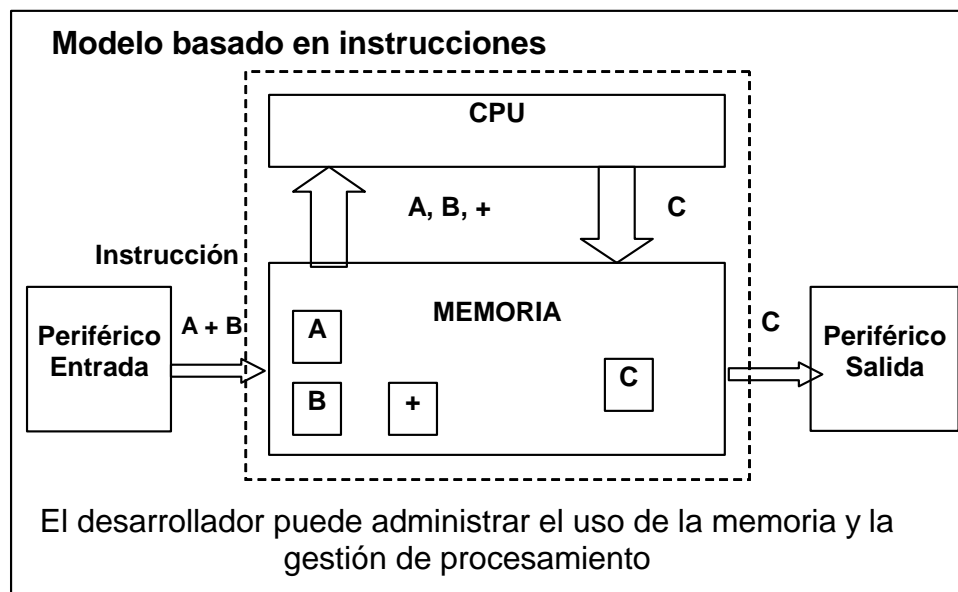 Modelo basado en instrucciones
CPU
A, B, +
C
Instrucción
Periférico
Entrada
A + B
MEMORIA
A
B
+
C
C
Periférico
Salida
El desarrollador puede administrar el uso de la memoria y la
gestión de procesamiento